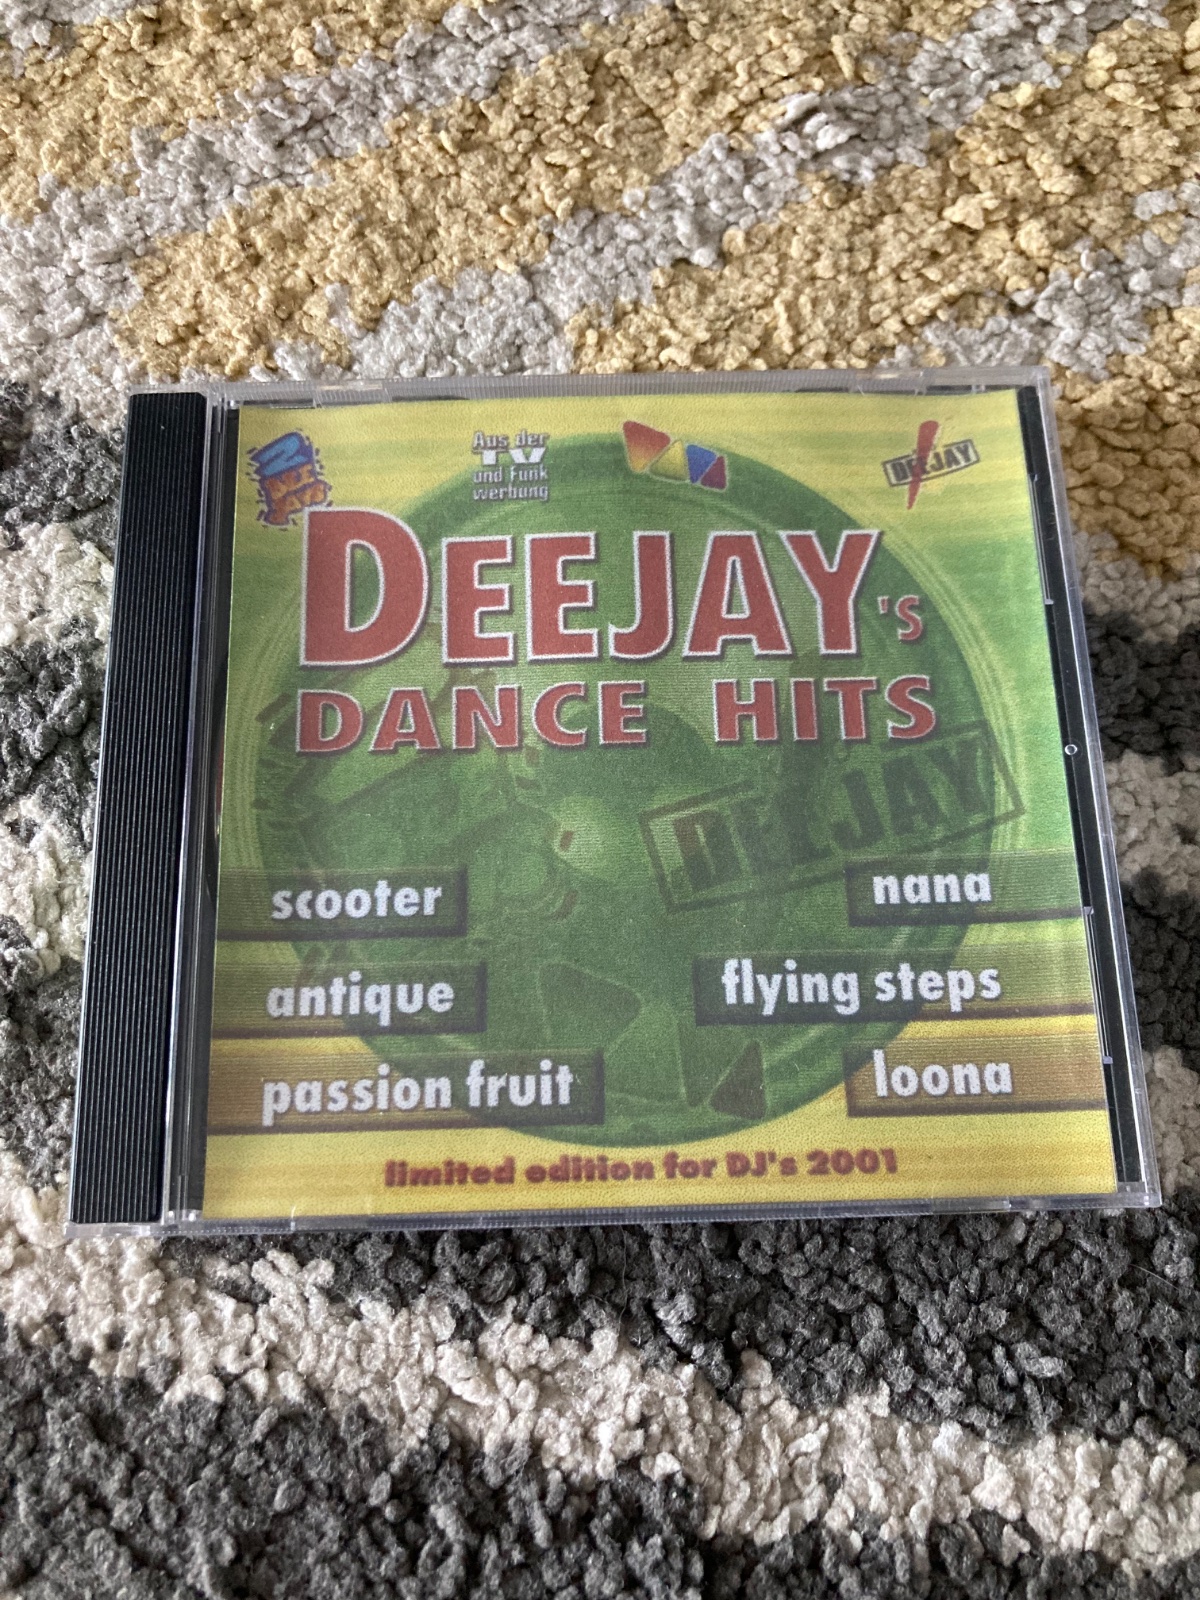 Aus der
TV
und Funk
werbung
DEEJAY
DEEJAY's
DANCE HITS
DEEJAY
scooter
nana
antique
flying steps
passion fruit
loona
limited edition for DJ's 2001